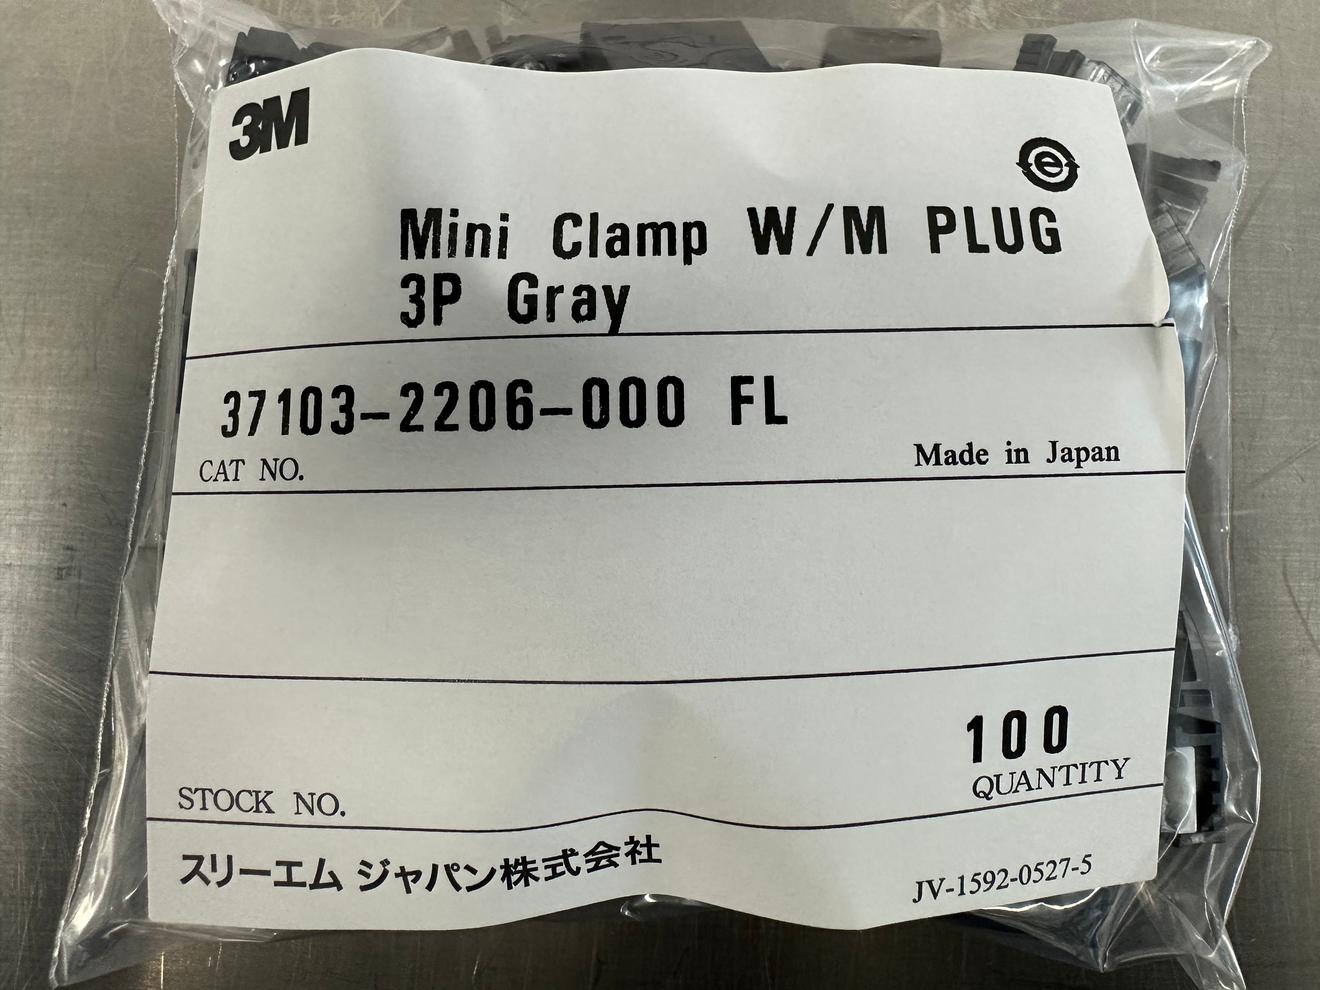 3M
e
Mini Clamp W/M PLUG
3P Gray
37103-2206-000 FL
CAT NO.
Made in Japan
100
QUANTITY
STOCK NO.
スリーエム ジャパン株式会社
JV-1592-0527-5